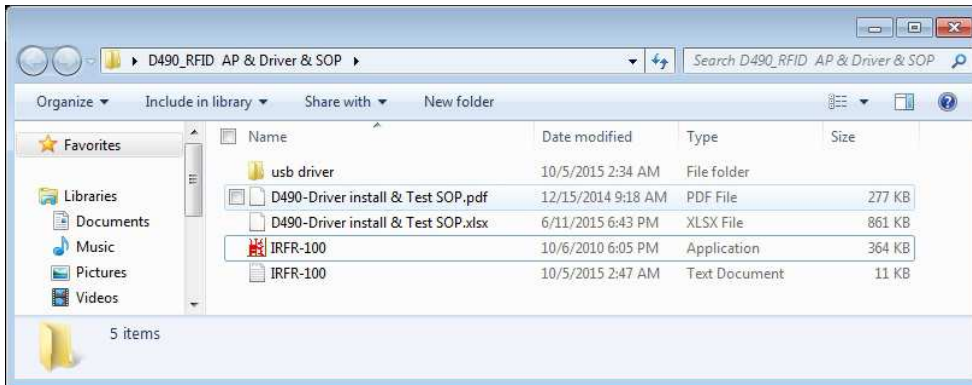 D490_RFID AP & Driver & SOP
Search D490_RFID AP & Driver & SOP
Organize Include in library Share with New folder
Favorites
Libraries
Documents
Music
Pictures
Videos
Name Date modified Type Size
usb driver 10/5/2015 2:34 AM File folder
D490-Driver install & Test SOP.pdf 12/15/2014 9:18 AM PDF File 277 KB
D490-Driver install & Test SOP.xlsx 6/11/2015 6:43 PM XLSX File 861 KB
IRFR-100 10/6/2010 6:05 PM Application 364 KB
IRFR-100 10/5/2015 2:47 AM Text Document 11 KB
5 items